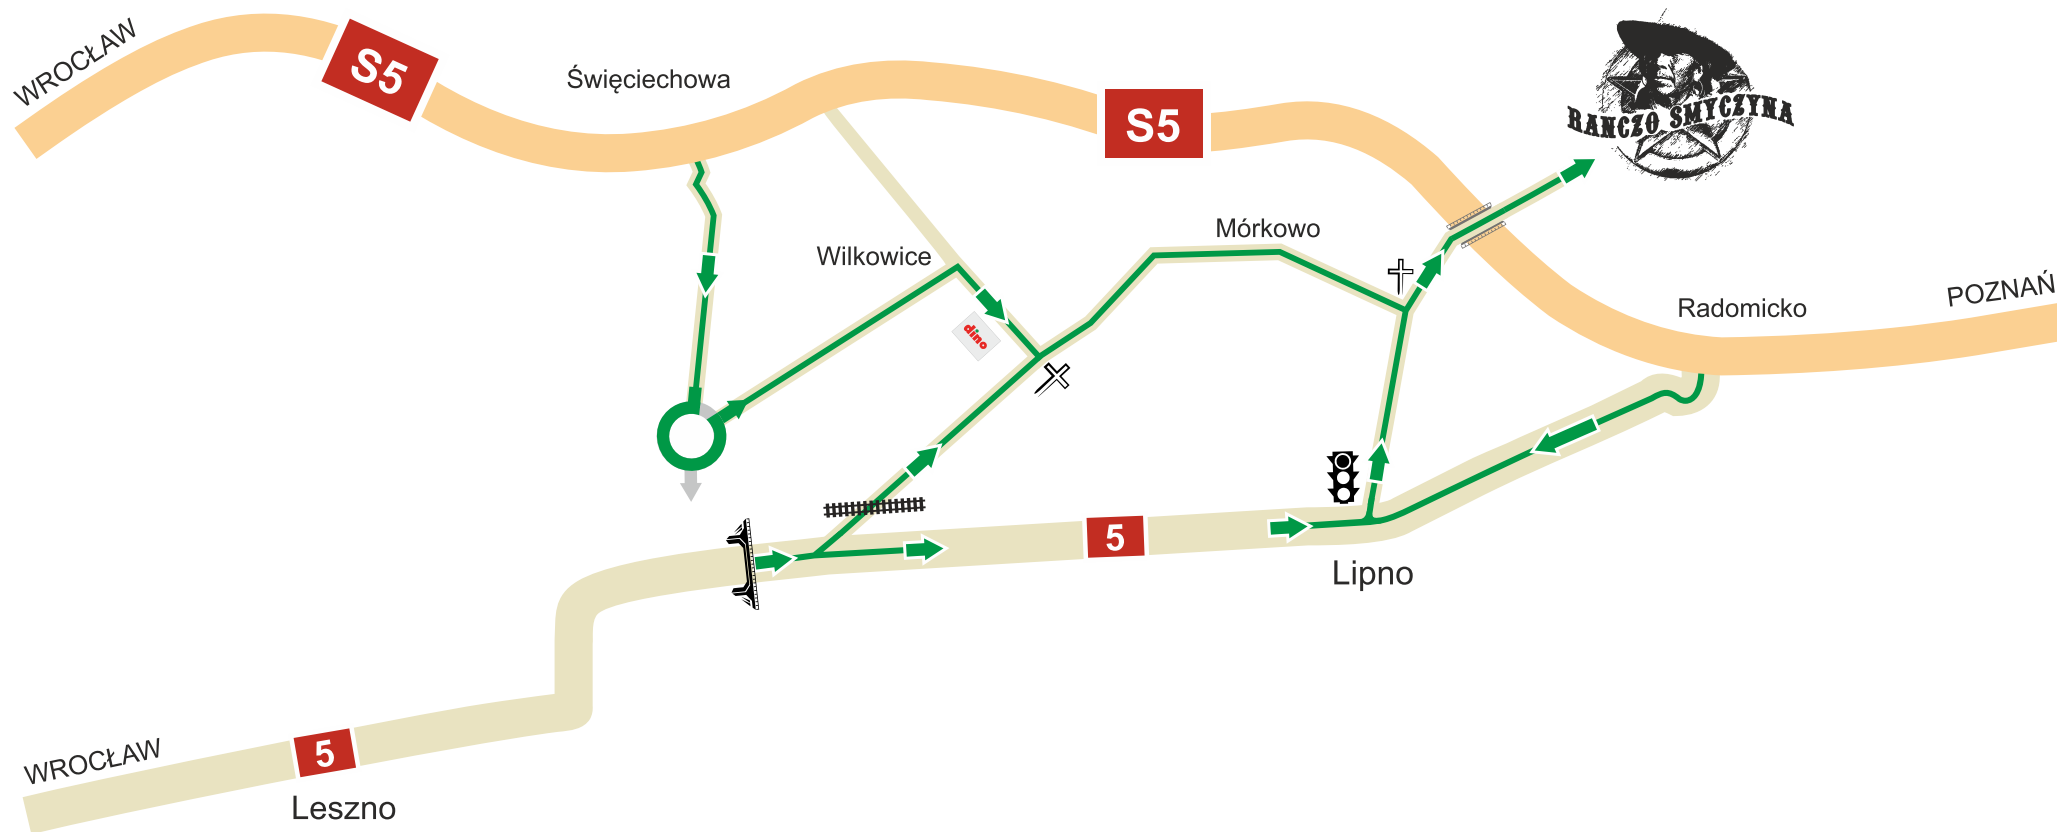 WROCŁAW
S5
Święciechowa
S5
RANCZO SMYCZYNA
Wilkowice
Mórkowo
Radomicko
POZNAŃ
dino
5
Lipno
WROCŁAW
5
Leszno